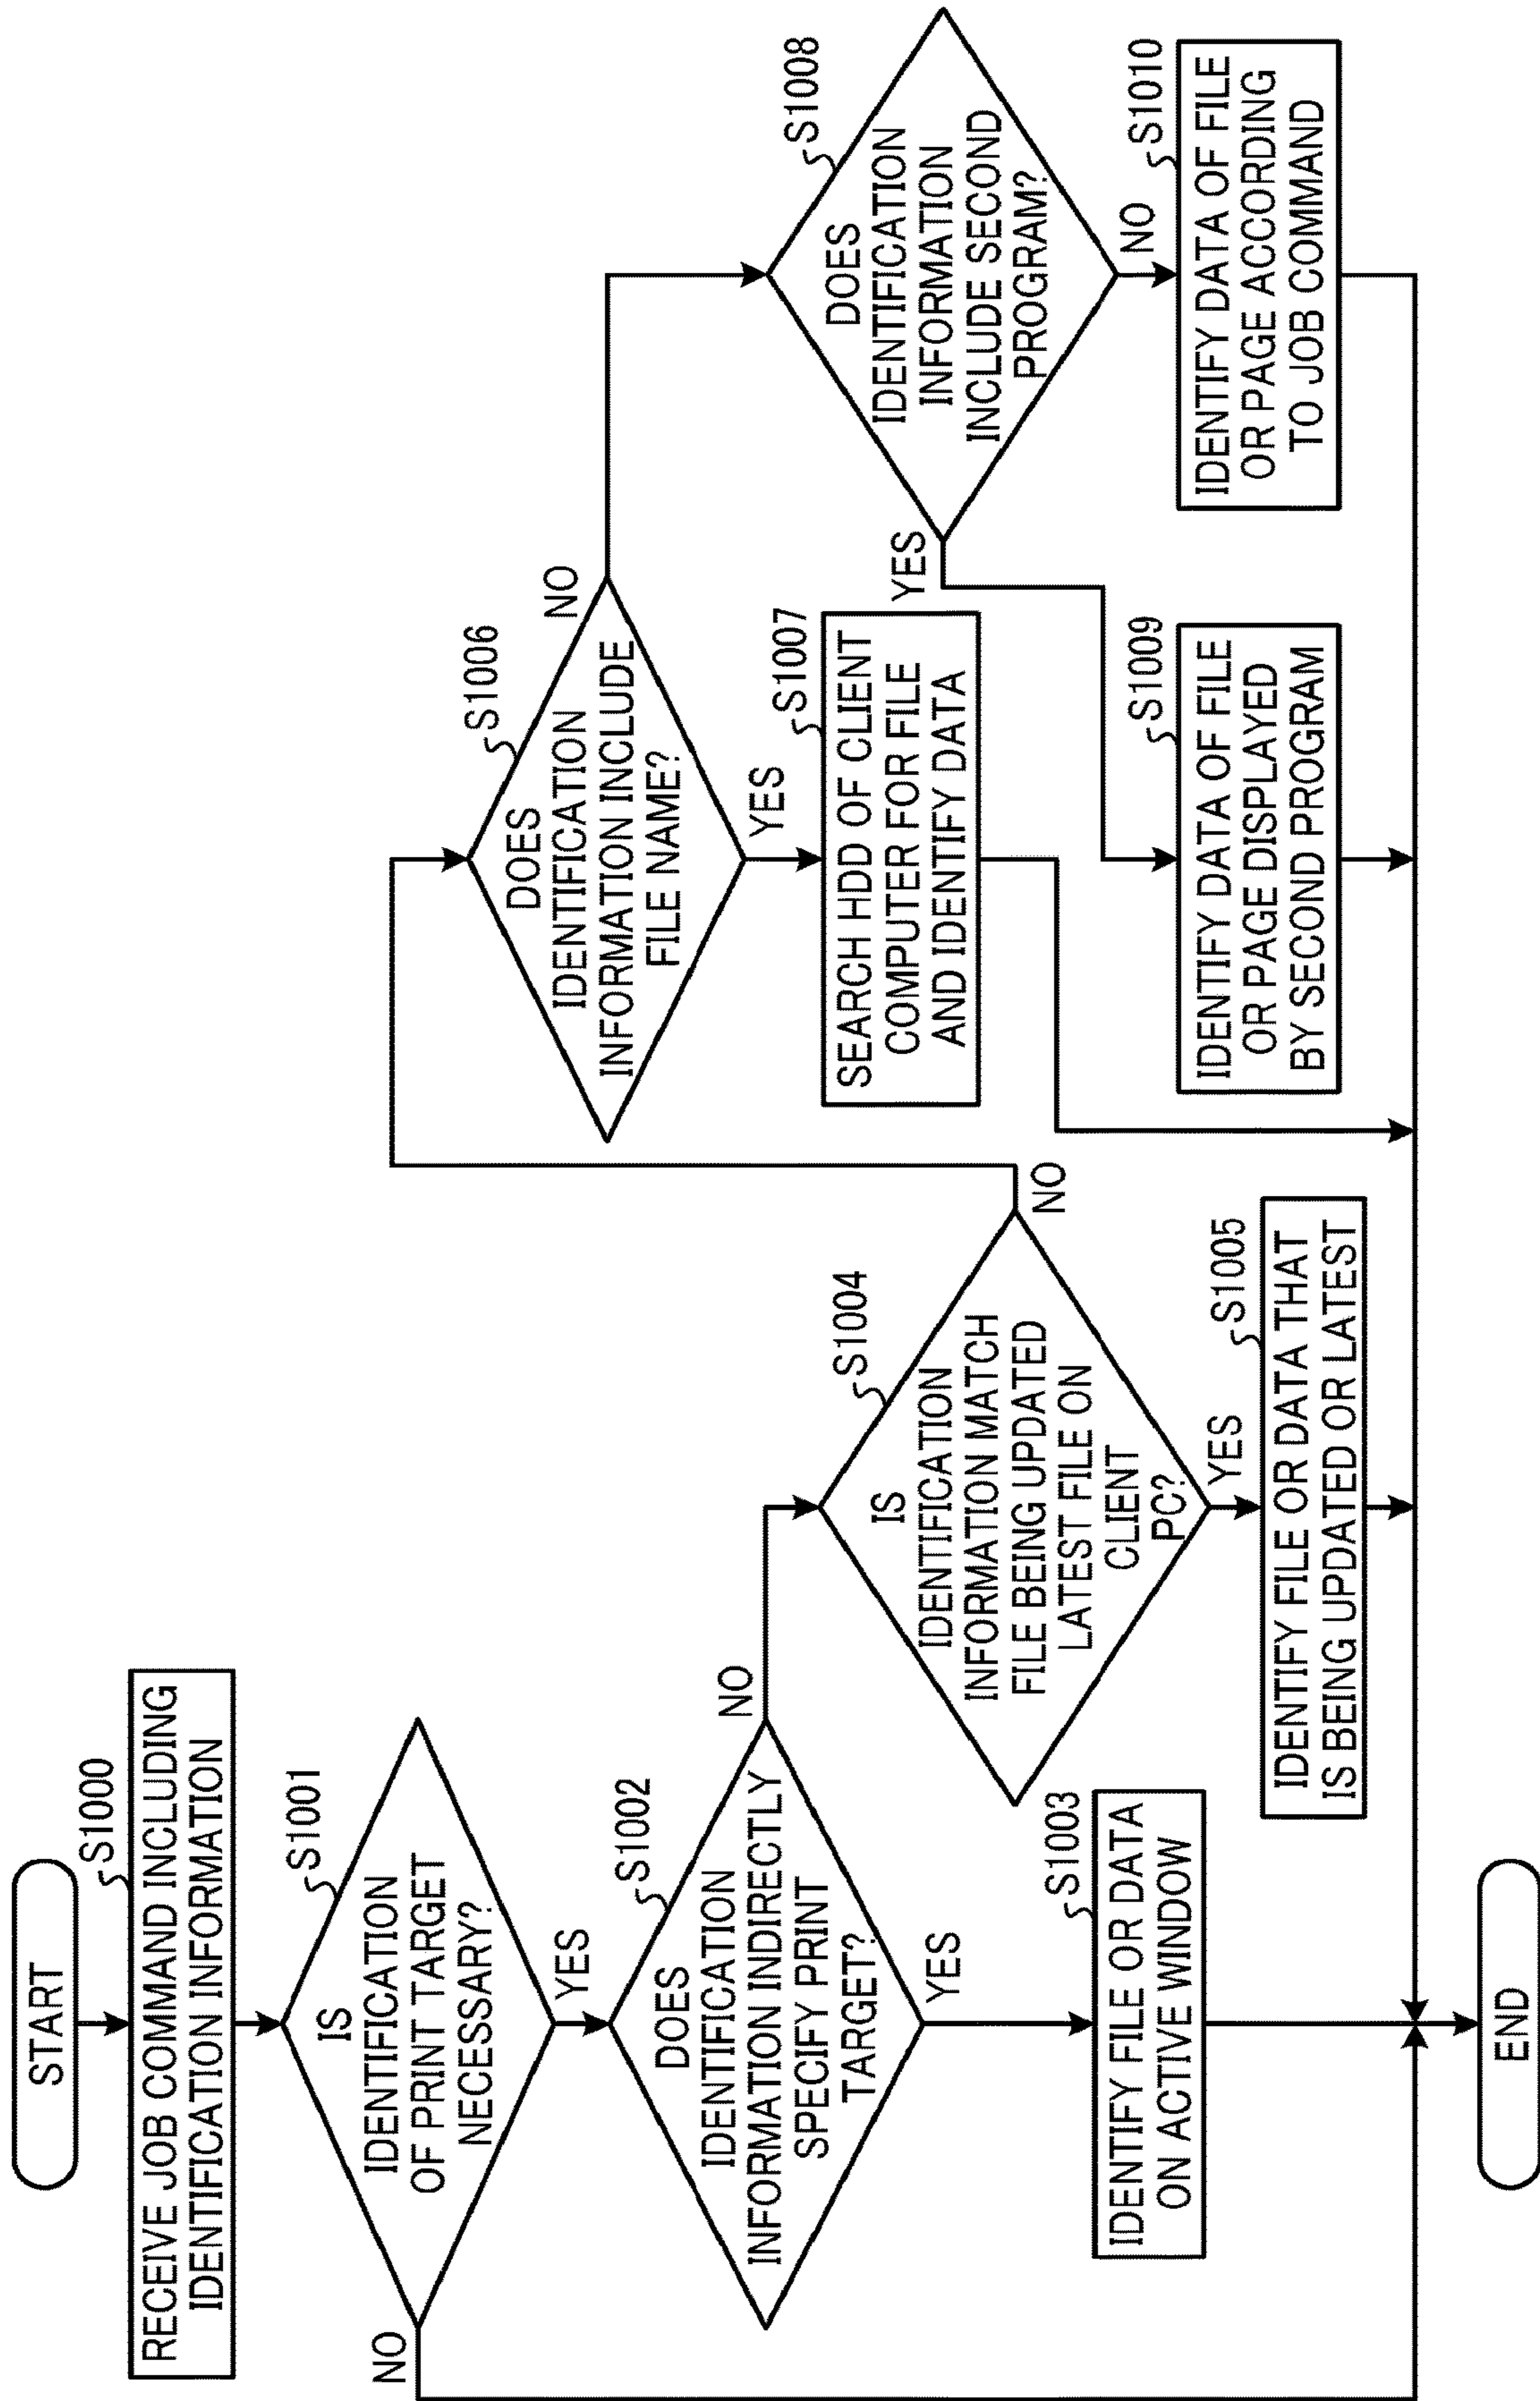 START
S1000
RECEIVE JOB COMMAND INCLUDING
IDENTIFICATION INFORMATION
S1001
IS
IDENTIFICATION
OF PRINT TARGET
NECESSARY?
NO
YES
S1002
DOES
IDENTIFICATION
INFORMATION INDIRECTLY
SPECIFY PRINT
TARGET?
NO
YES
S1003
IDENTIFY FILE OR DATA
ON ACTIVE WINDOW
S1004
IS
IDENTIFICATION
INFORMATION MATCH
FILE BEING UPDATED
LATEST FILE ON
CLIENT
PC?
NO
YES
S1005
IDENTIFY FILE OR DATA THAT
IS BEING UPDATED OR LATEST
S1006
DOES
IDENTIFICATION
INFORMATION INCLUDE
FILE NAME?
NO
YES
S1007
SEARCH HDD OF CLIENT
COMPUTER FOR FILE
AND IDENTIFY DATA
S1008
DOES
IDENTIFICATION
INFORMATION
INCLUDE SECOND
PROGRAM?
YES
NO
S1009
IDENTIFY DATA OF FILE
OR PAGE DISPLAYED
BY SECOND PROGRAM
S1010
IDENTIFY DATA OF FILE
OR PAGE ACCORDING
TO JOB COMMAND
END